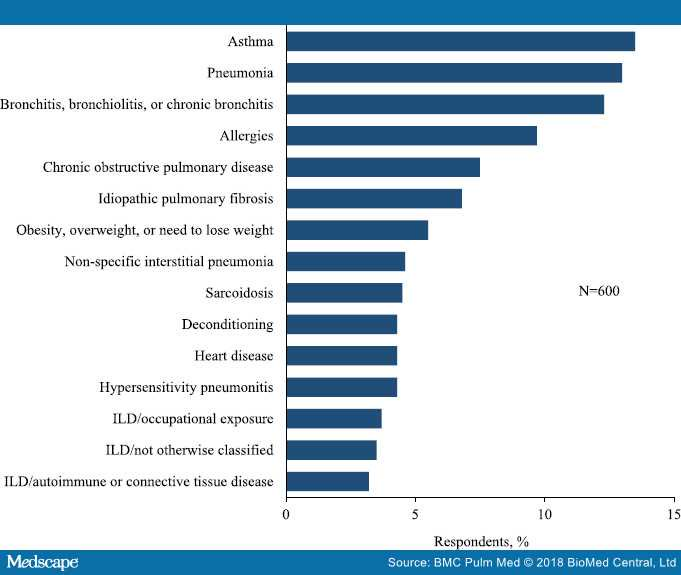 Asthma
Pneumonia
Bronchitis, bronchiolitis, or chronic bronchitis
Allergies
Chronic obstructive pulmonary disease
Idiopathic pulmonary fibrosis
Obesity, overweight, or need to lose weight
Non-specific interstitial pneumonia
Sarcoidosis
N=600
Deconditioning
Heart disease
Hypersensitivity pneumonitis
ILD/occupational exposure
ILD/not otherwise classified
ILD/autoimmune or connective tissue disease
0 5 10 15
Respondents, %
Medscape
Source: BMC Pulm Med © 2018 BioMed Central, Ltd